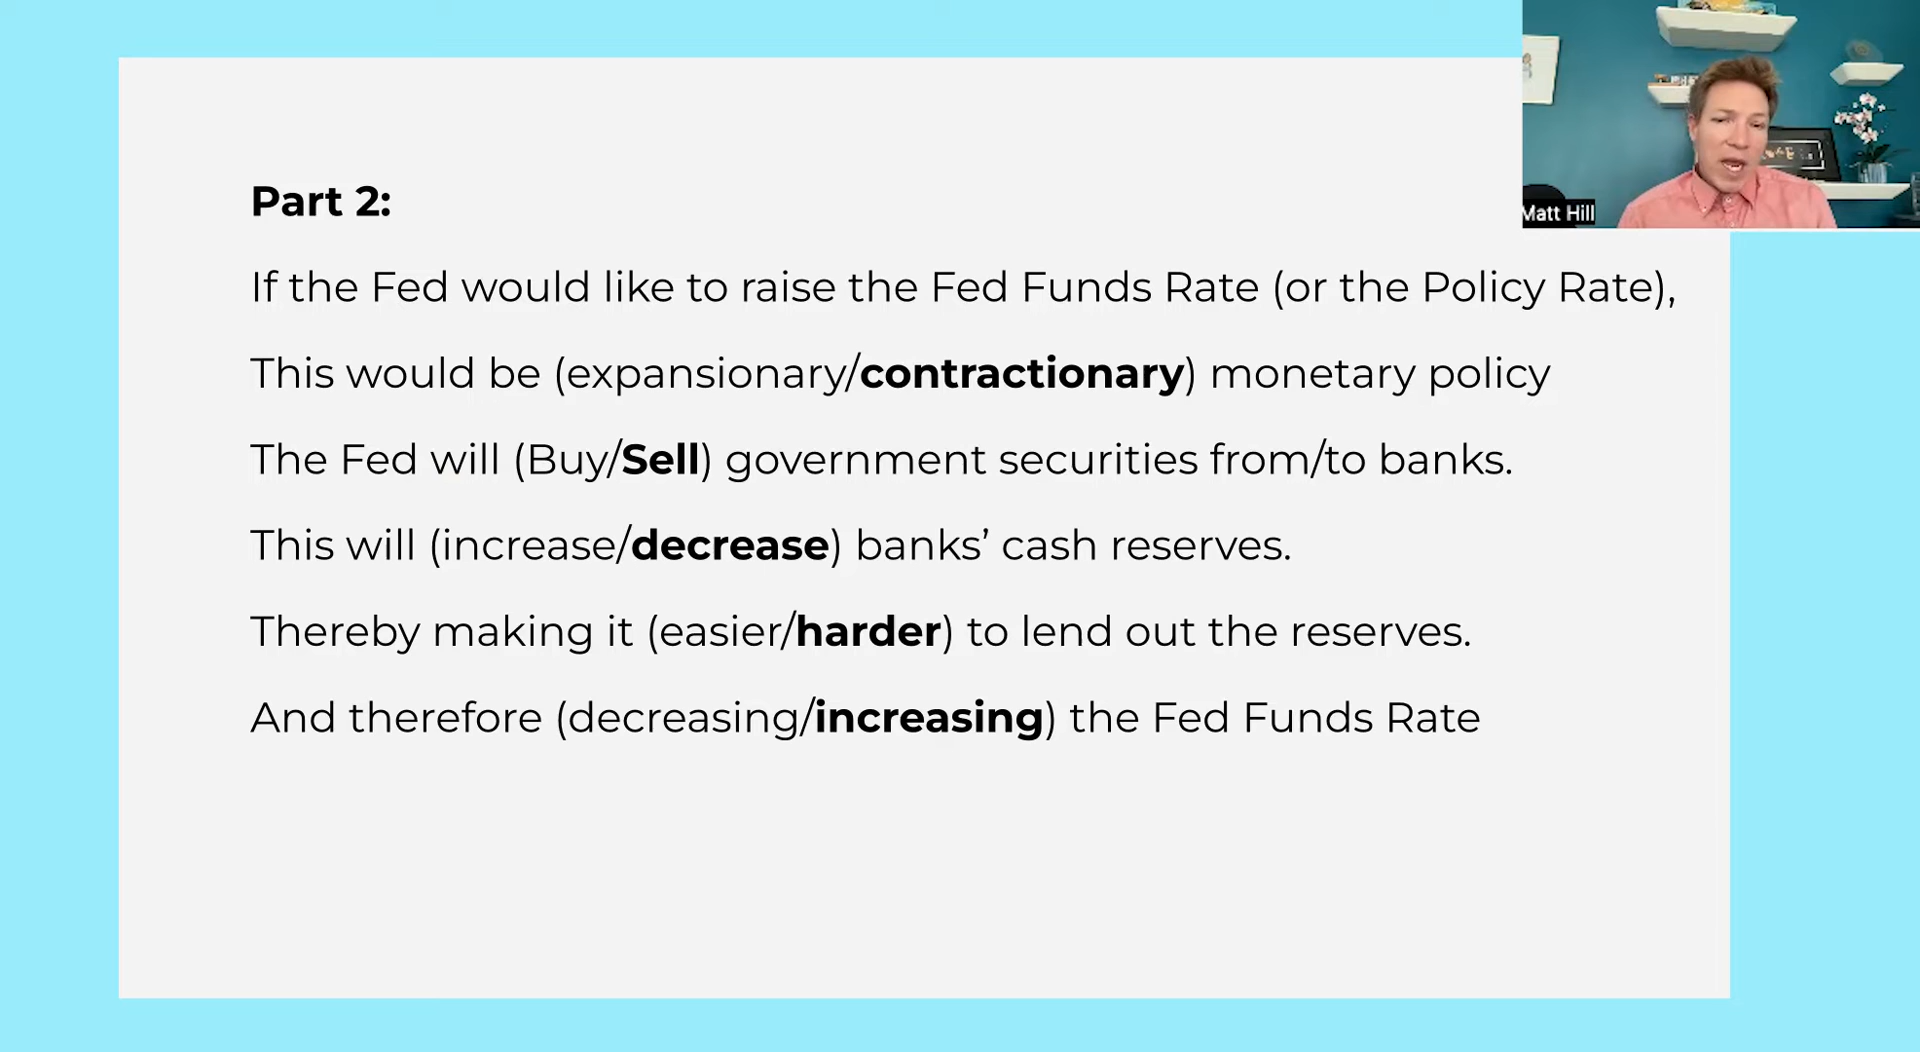 Part 2:
If the Fed would like to raise the Fed Funds Rate (or the Policy Rate),
This would be (expansionary/contractionary) monetary policy
The Fed will (Buy/Sell) government securities from/to banks.
This will (increase/decrease) banks’ cash reserves.
Thereby making it (easier/harder) to lend out the reserves.
And therefore (decreasing/increasing) the Fed Funds Rate
Matt Hill